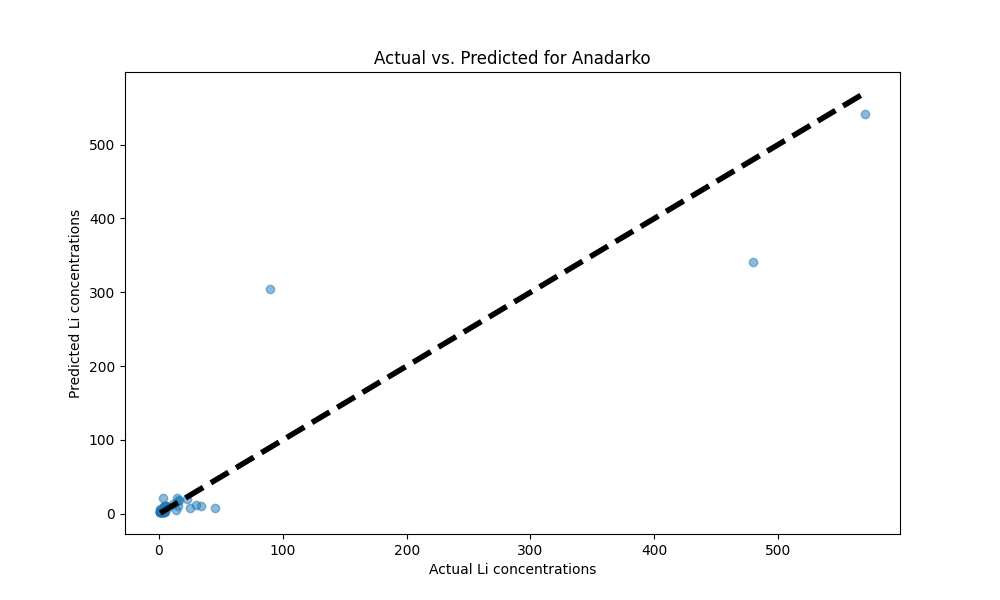 Actual vs. Predicted for Anadarko
Predicted Li concentrations
500
400
300
200
100
0
0 100 200 300 400 500
Actual Li concentrations